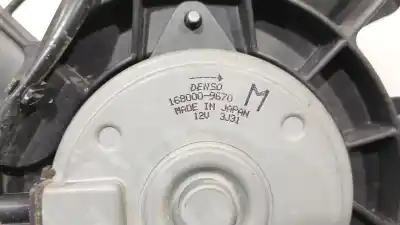 DENSO
168000-9670 M
MADE IN JAPAN
12V 3J31